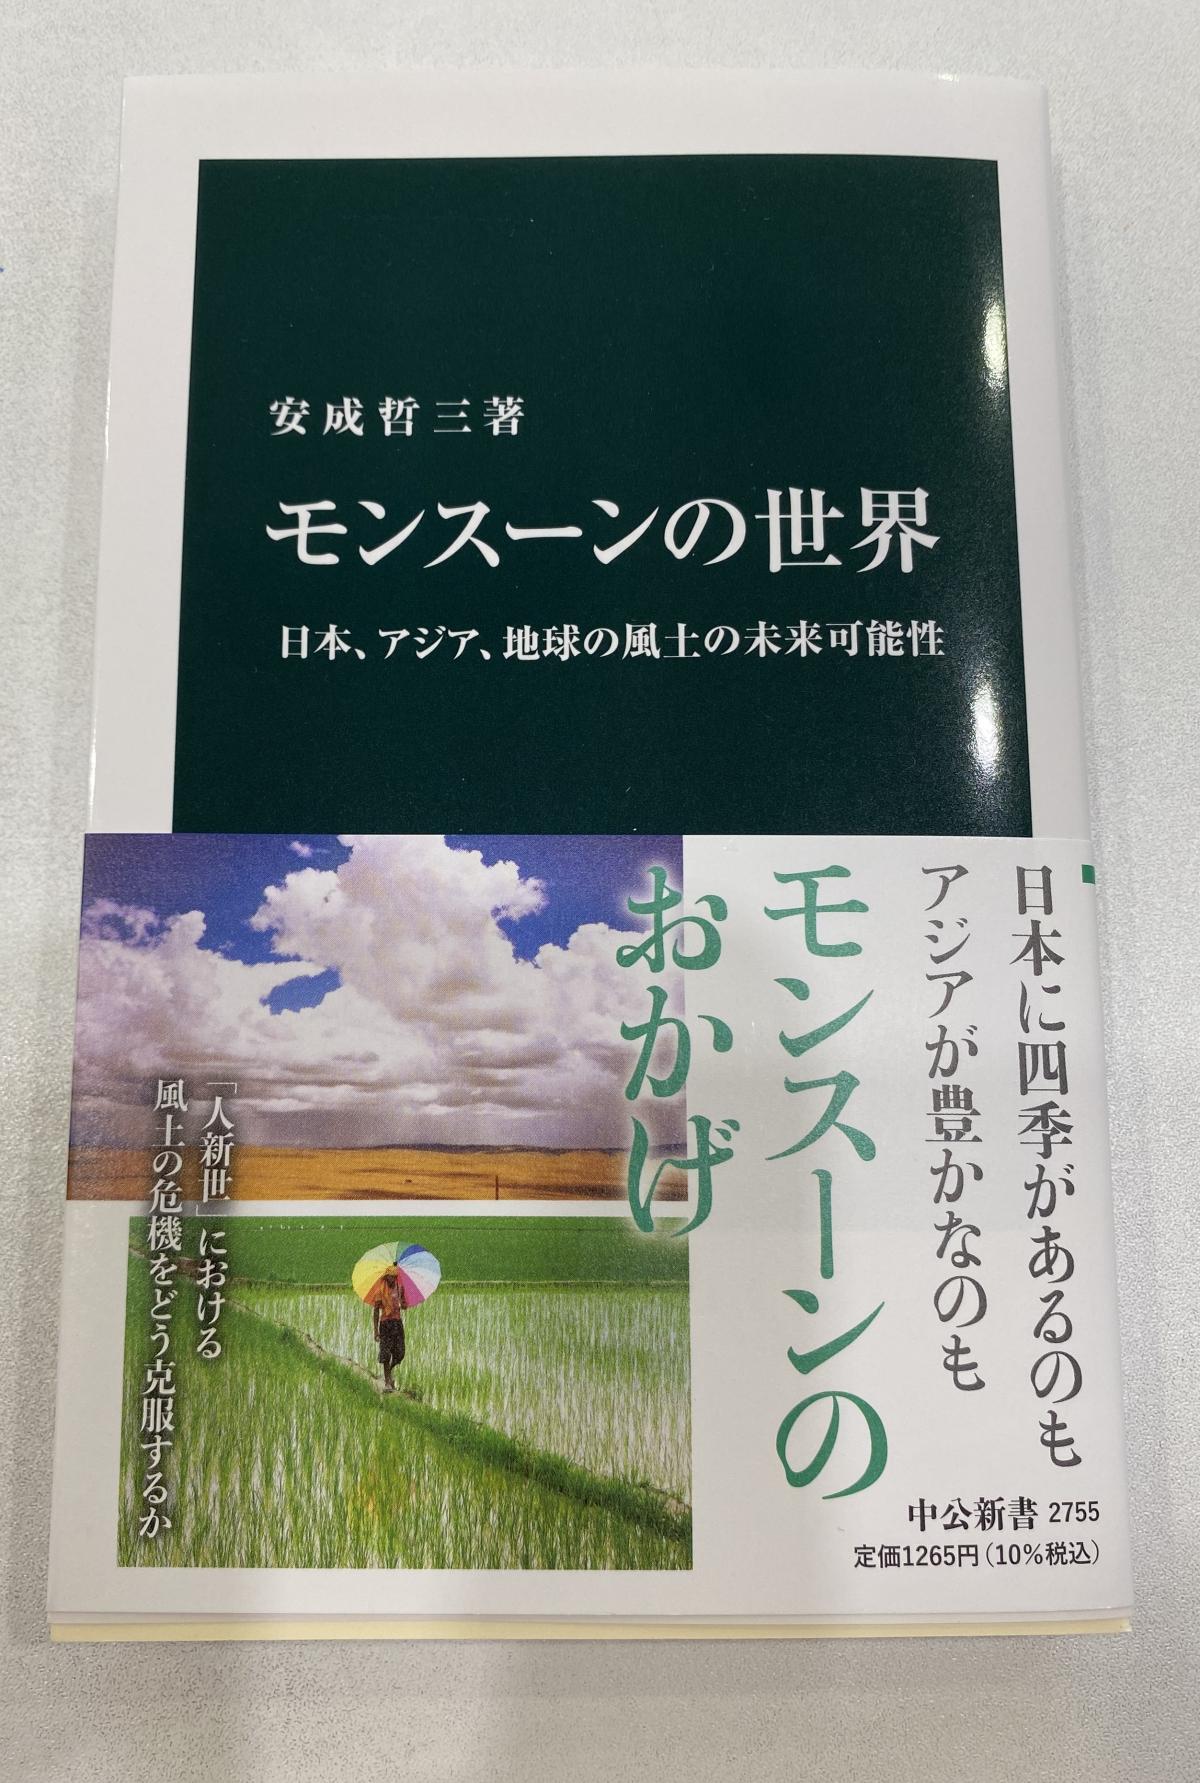 安成哲三著
モンスーンの世界
日本、アジア、地球の風土の未来可能性
日本に四季があるのも
アジアが豊かなのも
モンスーンの
おかげ
「人新世」における
風土の危機をどう克服するか
中公新書 2755
定価1265円(10%税込)